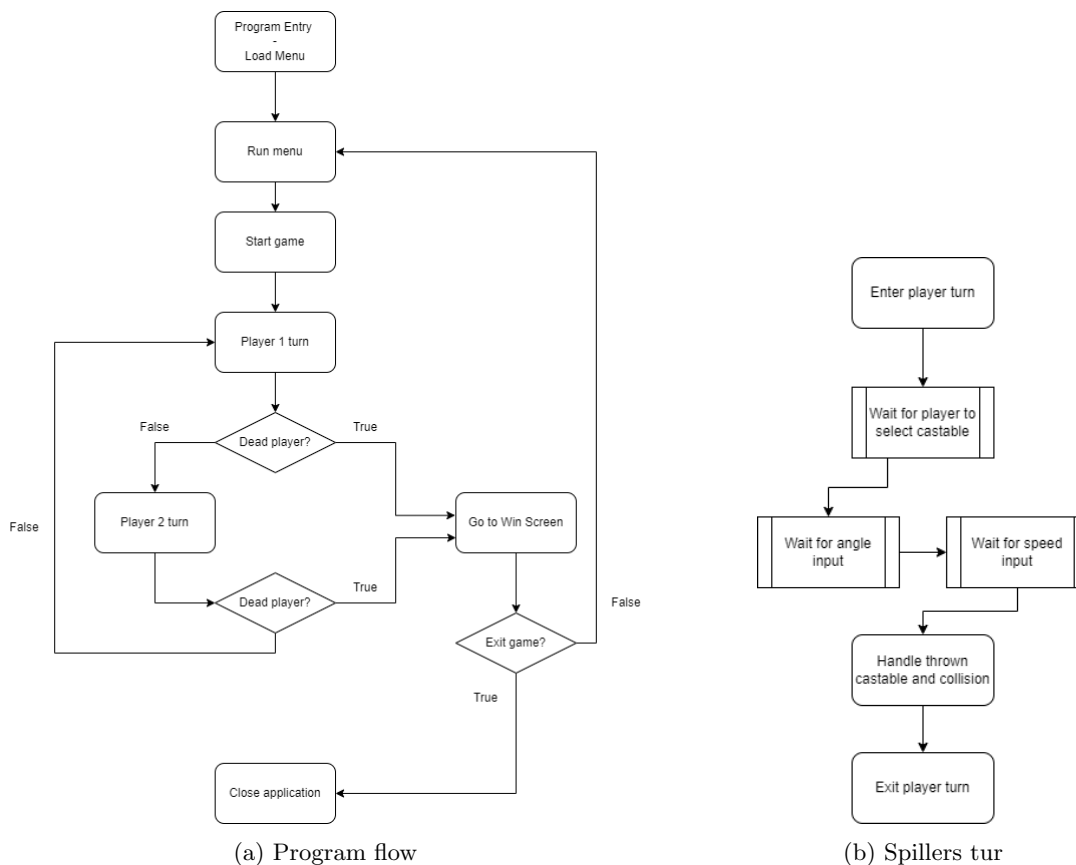 Program Entry
-
Load Menu
Run menu
Start game
Player 1 turn
Dead player?
False
True
Player 2 turn
Go to Win Screen
False
Dead player?
True
Exit game?
False
True
Close application
(a) Program flow
Enter player turn
Wait for player to
select castable
Wait for angle
input
Wait for speed
input
Handle thrown
castable and collision
Exit player turn
(b) Spillers tur